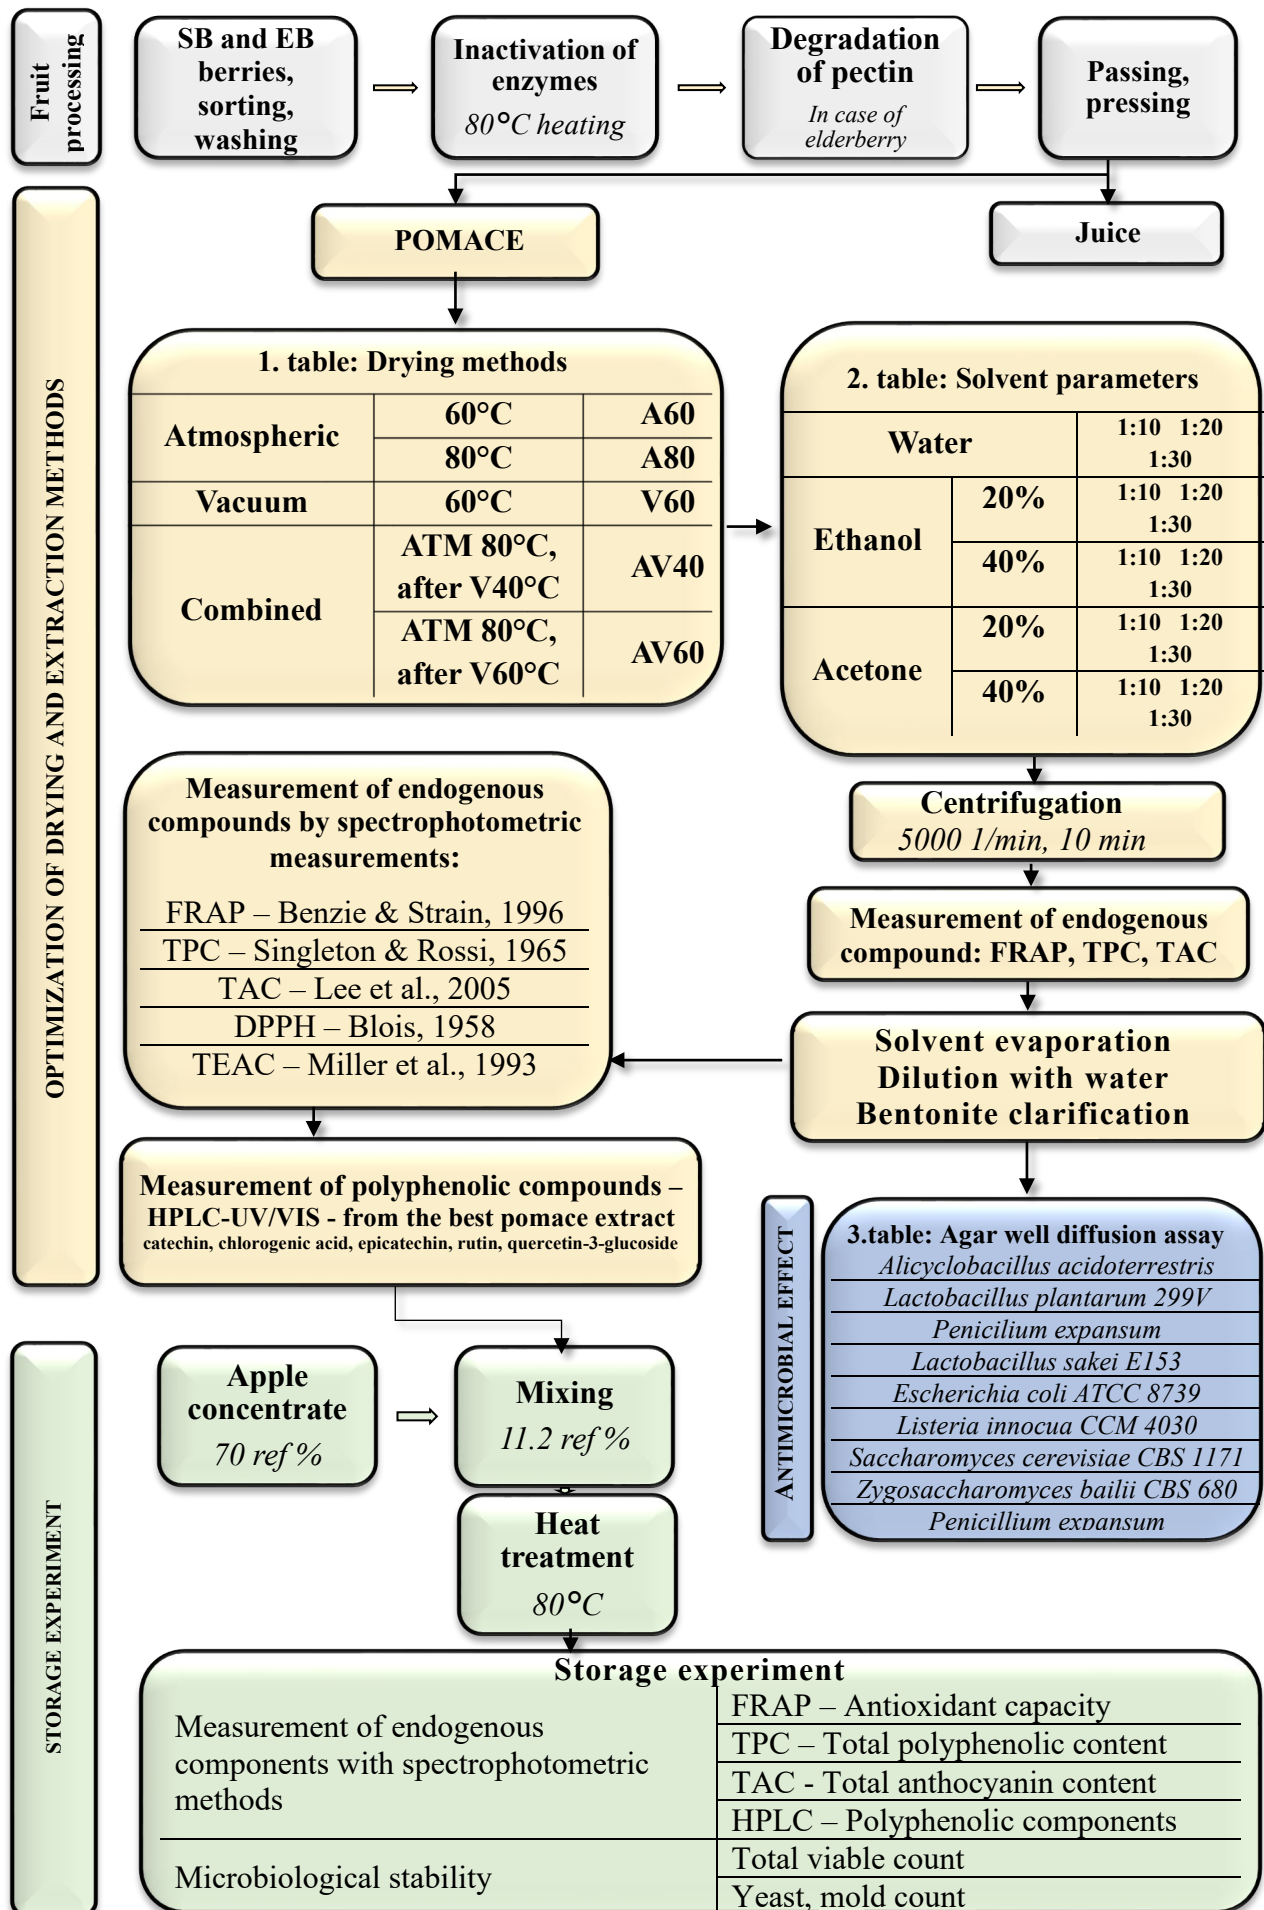 Fruit
processing
SB and EB
berries,
sorting,
washing
Inactivation of
enzymes
80°C heating
Degradation
of pectin
In case of
elderberry
Passing,
pressing
POMACE
Juice
OPTIMIZATION OF DRYING AND EXTRACTION METHODS
1. table: Drying methods
Atmospheric
60°C
A60
80°C
A80
Vacuum
60°C
V60
Combined
ATM 80°C,
after V40°C
AV40
ATM 80°C,
after V60°C
AV60
2. table: Solvent parameters
Water
1:10 1:20
1:30
Ethanol
20%
1:10 1:20
1:30
40%
1:10 1:20
1:30
Acetone
20%
1:10 1:20
1:30
40%
1:10 1:20
1:30
Centrifugation
5000 1/min, 10 min
Measurement of endogenous
compound: FRAP, TPC, TAC
Solvent evaporation
Dilution with water
Bentonite clarification
Measurement of endogenous
compounds by spectrophotometric
measurements:
FRAP – Benzie & Strain, 1996
TPC – Singleton & Rossi, 1965
TAC – Lee et al., 2005
DPPH – Blois, 1958
TEAC – Miller et al., 1993
Measurement of polyphenolic compounds –
HPLC-UV/VIS - from the best pomace extract
catechin, chlorogenic acid, epicatechin, rutin, quercetin-3-glucoside
ANTIMICROBIAL EFFECT
3.table: Agar well diffusion assay
Alicyclobacillus acidoterrestris
Lactobacillus plantarum 299V
Penicilium expansum
Lactobacillus sakei E153
Escherichia coli ATCC 8739
Listeria innocua CCM 4030
Saccharomyces cerevisiae CBS 1171
Zygosaccharomyces bailii CBS 680
Penicillium expansum
STORAGE EXPERIMENT
Apple
concentrate
70 ref %
Mixing
11.2 ref %
Heat
treatment
80°C
Storage experiment
Measurement of endogenous
components with spectrophotometric
methods
FRAP – Antioxidant capacity
TPC – Total polyphenolic content
TAC - Total anthocyanin content
HPLC – Polyphenolic components
Microbiological stability
Total viable count
Yeast, mold count